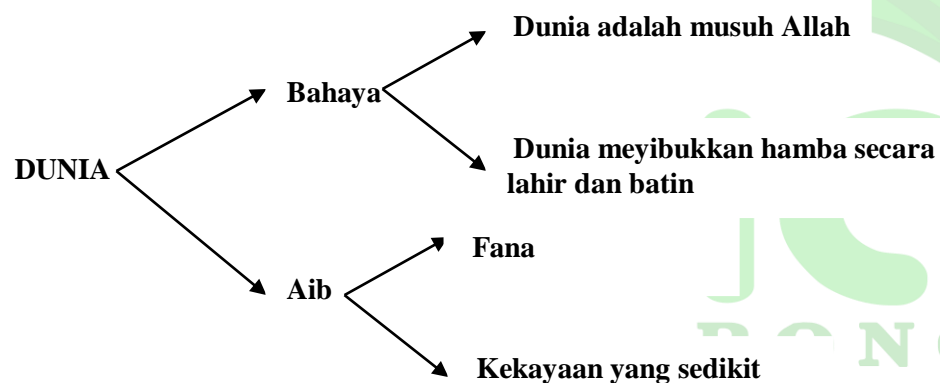 Dunia adalah musuh Allah
Bahaya
Dunia meyibukkan hamba secara
lahir dan batin
DUNIA
Fana
Aib
Kekayaan yang sedikit